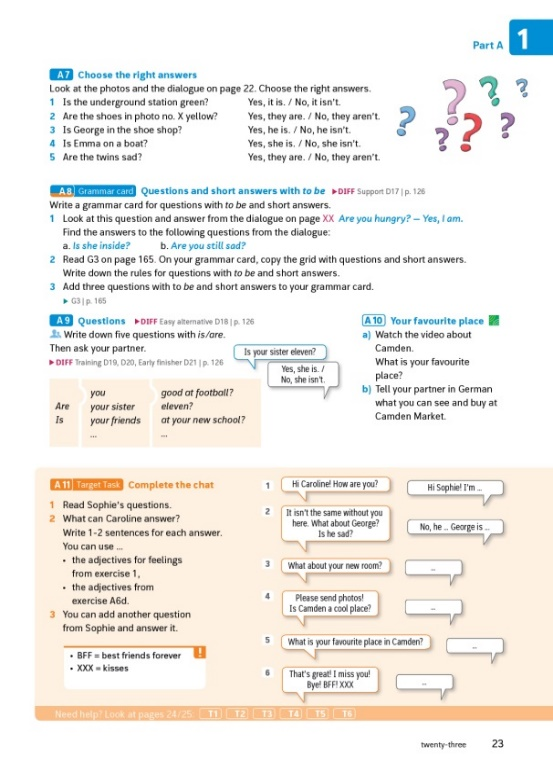 Part A 1
A7 Choose the right answers
Look at the photos and the dialogue on page 22. Choose the right answers.
1 Is the underground station green? Yes, it is. / No, it isn't.
2 Are the shoes in photo no. X yellow? Yes, they are. / No, they aren't.
3 Is George in the shoe shop? Yes, he is. / No, he isn't.
4 Is Emma on a boat? Yes, she is. / No, she isn't.
5 Are the twins sad? Yes, they are. / No, they aren't.
A8 Grammar card Questions and short answers with to be ▶DIFF Support D17 | p. 126
Write a grammar card for questions with to be and short answers.
1 Look at this question and answer from the dialogue on page XX Are you hungry? – Yes, I am.
Find the answers to the following questions from the dialogue:
a. Is she inside? b. Are you still sad?
2 Read G3 on page 165. On your grammar card, copy the grid with questions and short answers.
Write down the rules for questions with to be and short answers.
3 Add three questions with to be and short answers to your grammar card.
▶ G3 | p. 165
A9 Questions ▶DIFF Easy alternative D18 | p. 126
Write down five questions with is/are.
Then ask your partner.
▶DIFF Training D19, D20, Early finisher D21 | p. 126
Is your sister eleven?
Yes, she is. /
No, she isn't.
you good at football?
Are your sister eleven?
Is your friends at your new school?
... ...
A10 Your favourite place
a) Watch the video about
Camden.
What is your favourite
place?
b) Tell your partner in German
what you can see and buy at
Camden Market.
A11 Target Task Complete the chat
1 Read Sophie's questions.
2 What can Caroline answer?
Write 1-2 sentences for each answer.
You can use ...
• the adjectives for feelings
from exercise 1,
• the adjectives from
exercise A6d.
3 You can add another question
from Sophie and answer it.
• BFF = best friends forever !
• XXX = kisses
1 Hi Caroline! How are you?
Hi Sophie! I'm ...
2 It isn't the same without you
here. What about George?
Is he sad?
No, he ... George is ...
3 What about your new room?
...
4 Please send photos!
Is Camden a cool place?
...
5 What is your favourite place in Camden?
...
6 That's great! I miss you!
Bye! BFF! XXX
...
Need help? Look at pages 24/25: T1 T2 T3 T4 T5 T6
twenty-three 23